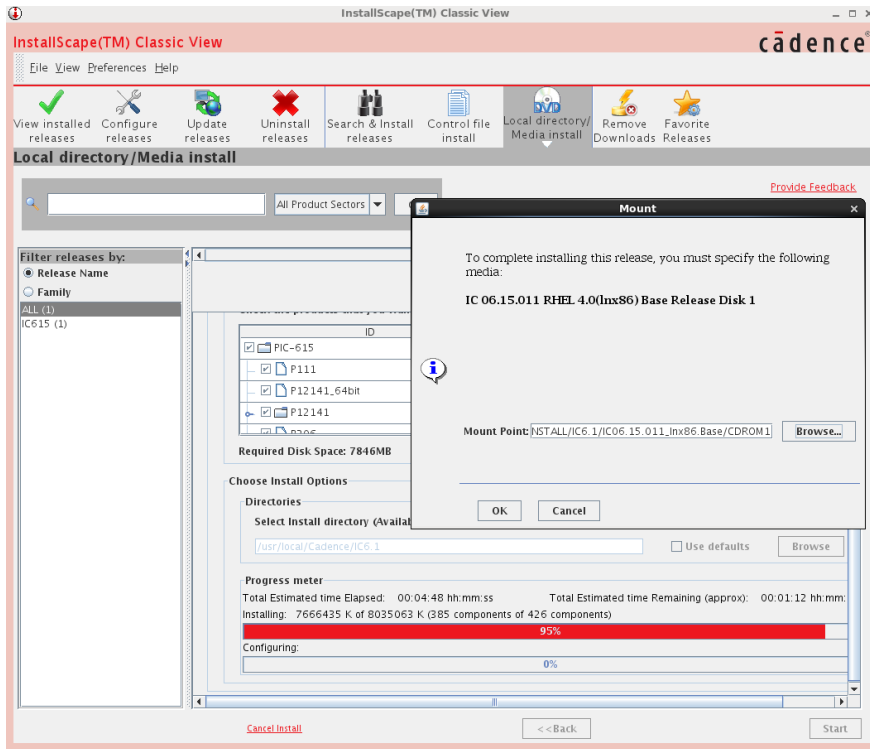 InstallScape(TM) Classic View
InstallScape(TM) Classic View
cādence
File View Preferences Help
View installed releases
Configure releases
Update releases
Uninstall releases
Search & Install releases
Control file install
Local directory/ Media install
Remove Downloads
Favorite Releases
Local directory/Media install
Provide Feedback
All Product Sectors
Filter releases by:
Release Name
Family
ALL (1)
IC615 (1)
ID
PIC-615
P111
P12141_64bit
P12141
Required Disk Space: 7846MB
Choose Install Options
Directories
Select Install directory
/usr/local/Cadence/IC6.1
Use defaults
Browse
Progress meter
Total Estimated time Elapsed: 00:04:48 hh:mm:ss Total Estimated time Remaining (approx): 00:01:12 hh:mm:
Installing: 7666435 K of 8035063 K (385 components of 426 components)
95%
Configuring:
0%
Cancel Install
<<Back
Start
Mount
To complete installing this release, you must specify the following
media:
IC 06.15.011 RHEL 4.0(lnx86) Base Release Disk 1
Mount Point: NSTALL/IC6.1/IC06.15.011_lnx86.Base/CDROM1
Browse...
OK
Cancel